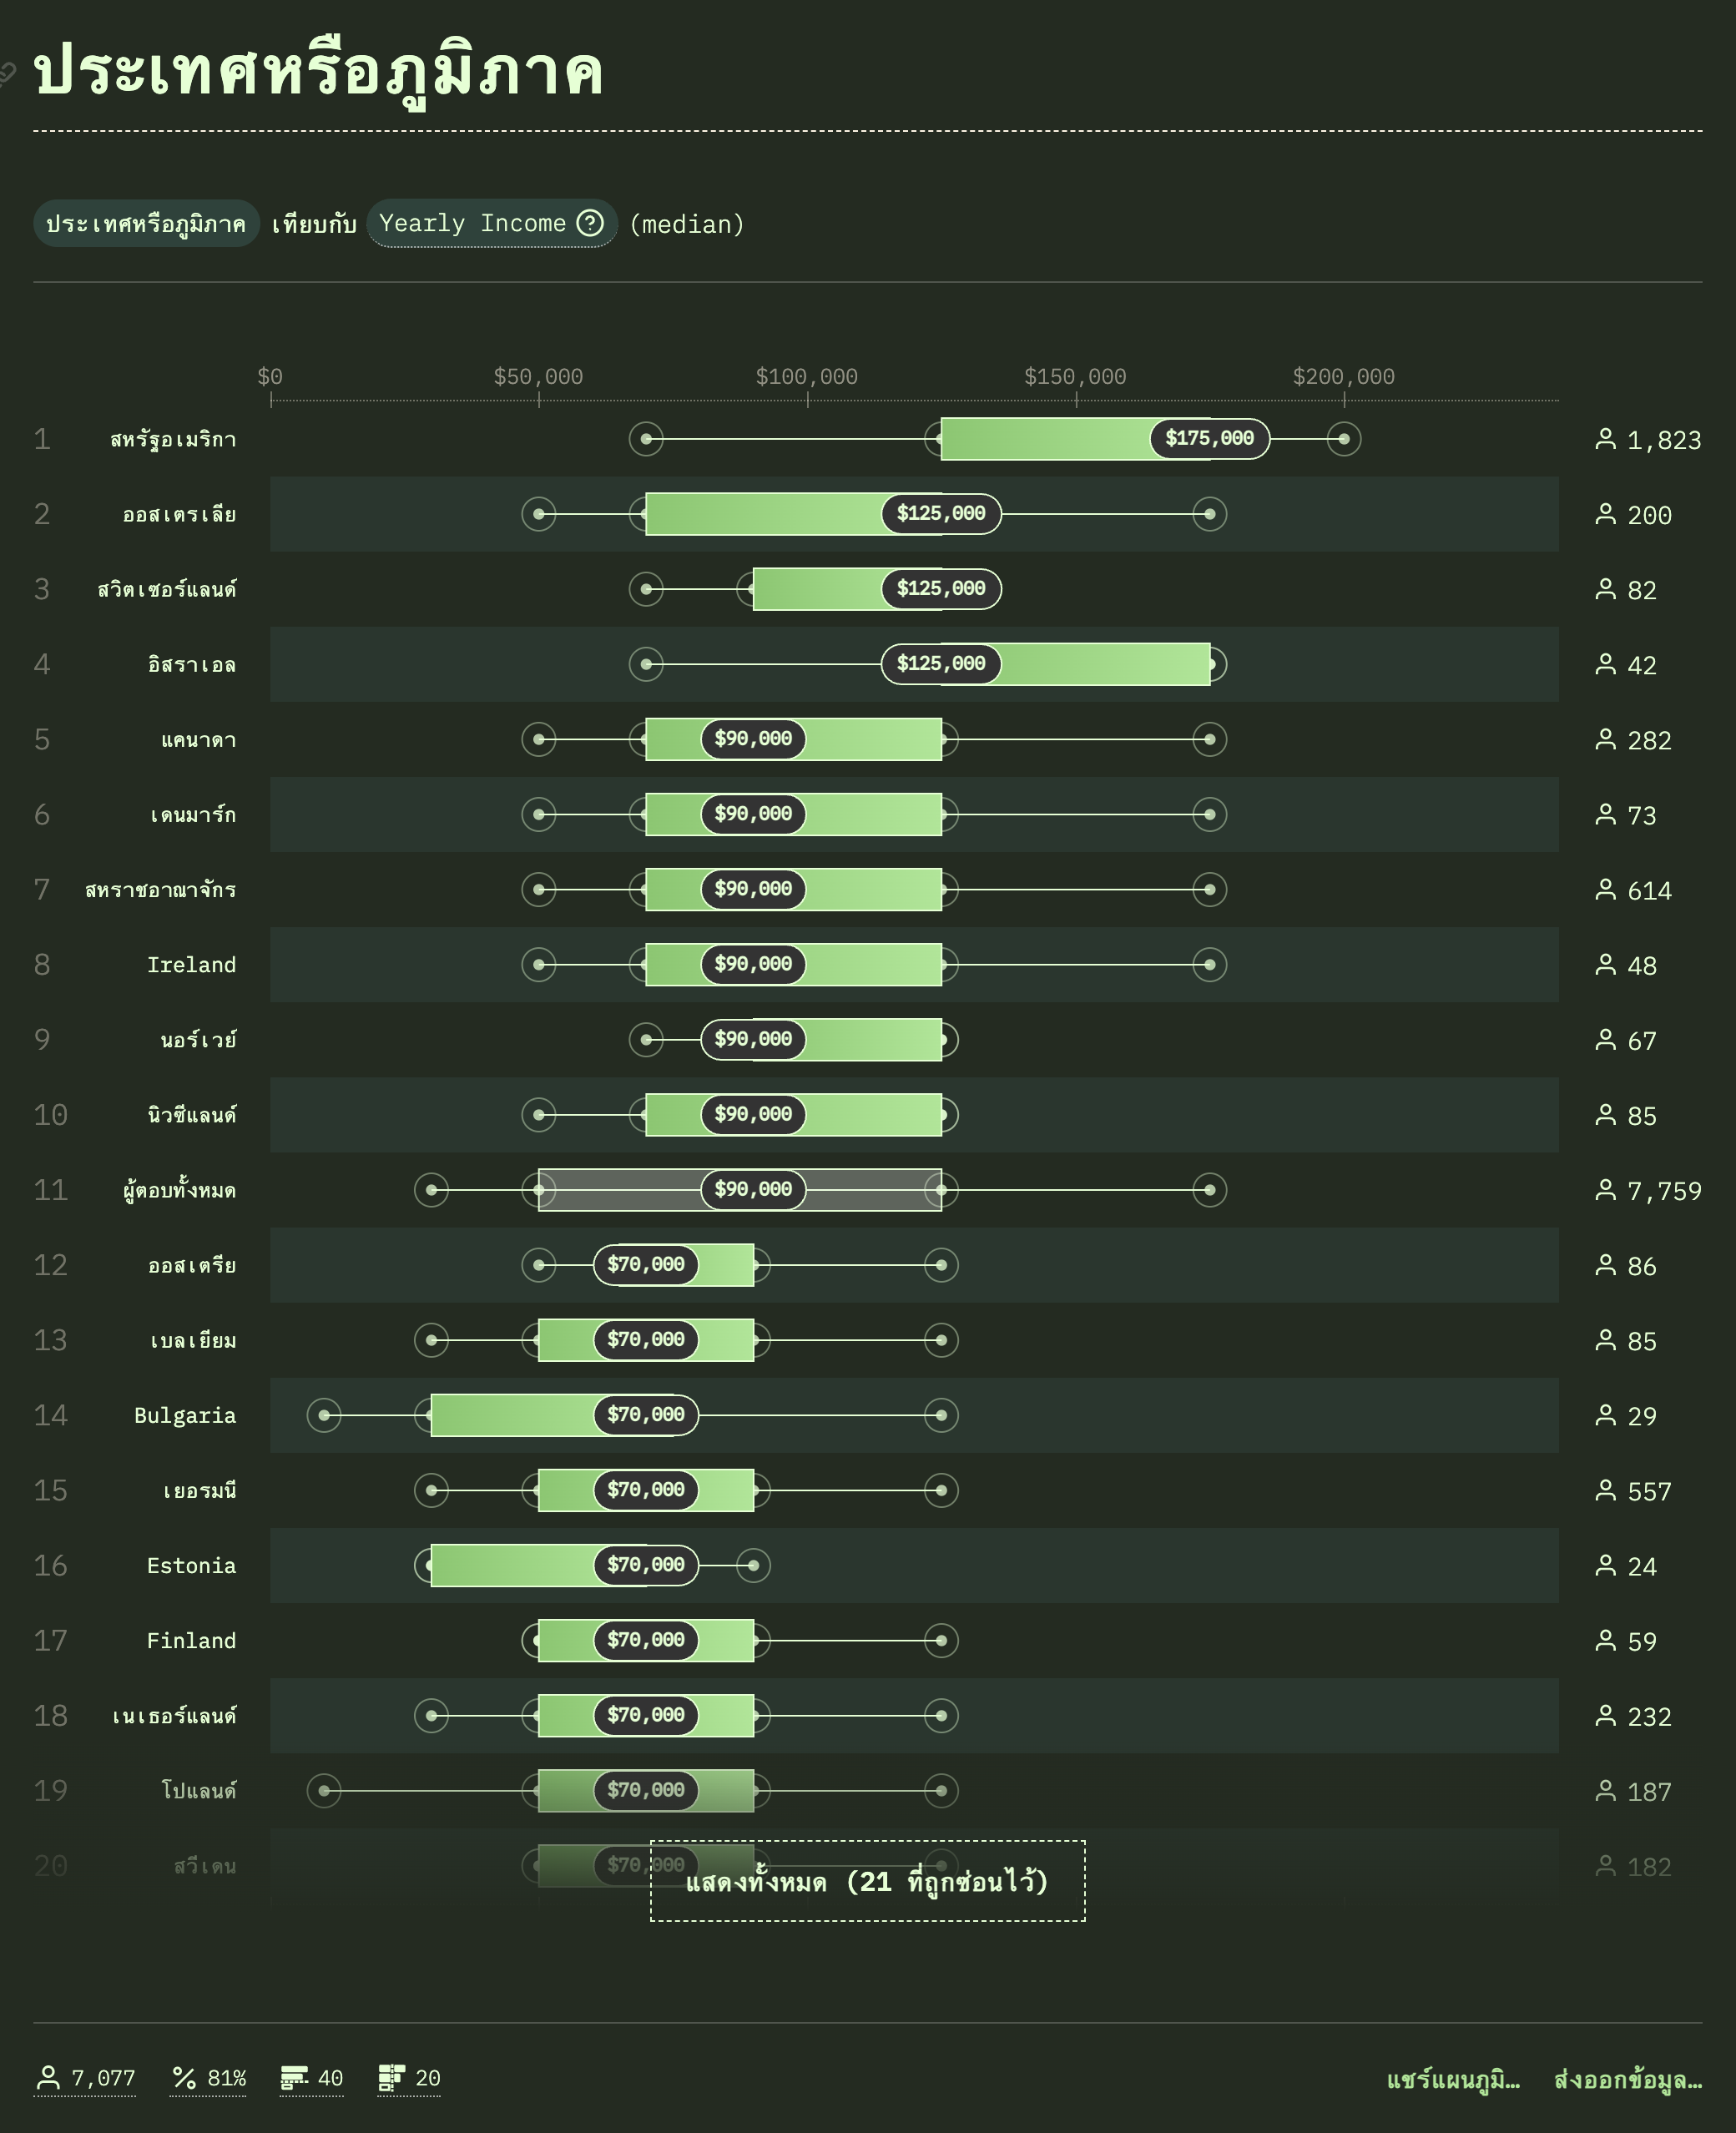 ประเทศหรือภูมิภาค
ประเทศหรือภูมิภาค เทียบกับ Yearly Income (median)
$0 $50,000 $100,000 $150,000 $200,000
1 สหรัฐอเมริกา $175,000 1,823
2 ออสเตรเลีย $125,000 200
3 สวิตเซอร์แลนด์ $125,000 82
4 อิสราเอล $125,000 42
5 แคนาดา $90,000 282
6 เดนมาร์ก $90,000 73
7 สหราชอาณาจักร $90,000 614
8 Ireland $90,000 48
9 นอร์เวย์ $90,000 67
10 นิวซีแลนด์ $90,000 85
11 ผู้ตอบทั้งหมด $90,000 7,759
12 ออสเตรีย $70,000 86
13 เบลเยียม $70,000 85
14 Bulgaria $70,000 29
15 เยอรมนี $70,000 557
16 Estonia $70,000 24
17 Finland $70,000 59
18 เนเธอร์แลนด์ $70,000 232
19 โปแลนด์ $70,000 187
20 สวีเดน $70,000 182
แสดงทั้งหมด (21 ที่ถูกซ่อนไว้)
7,077 81% 40 20 แชร์แผนภูมิ… ส่งออกข้อมูล…